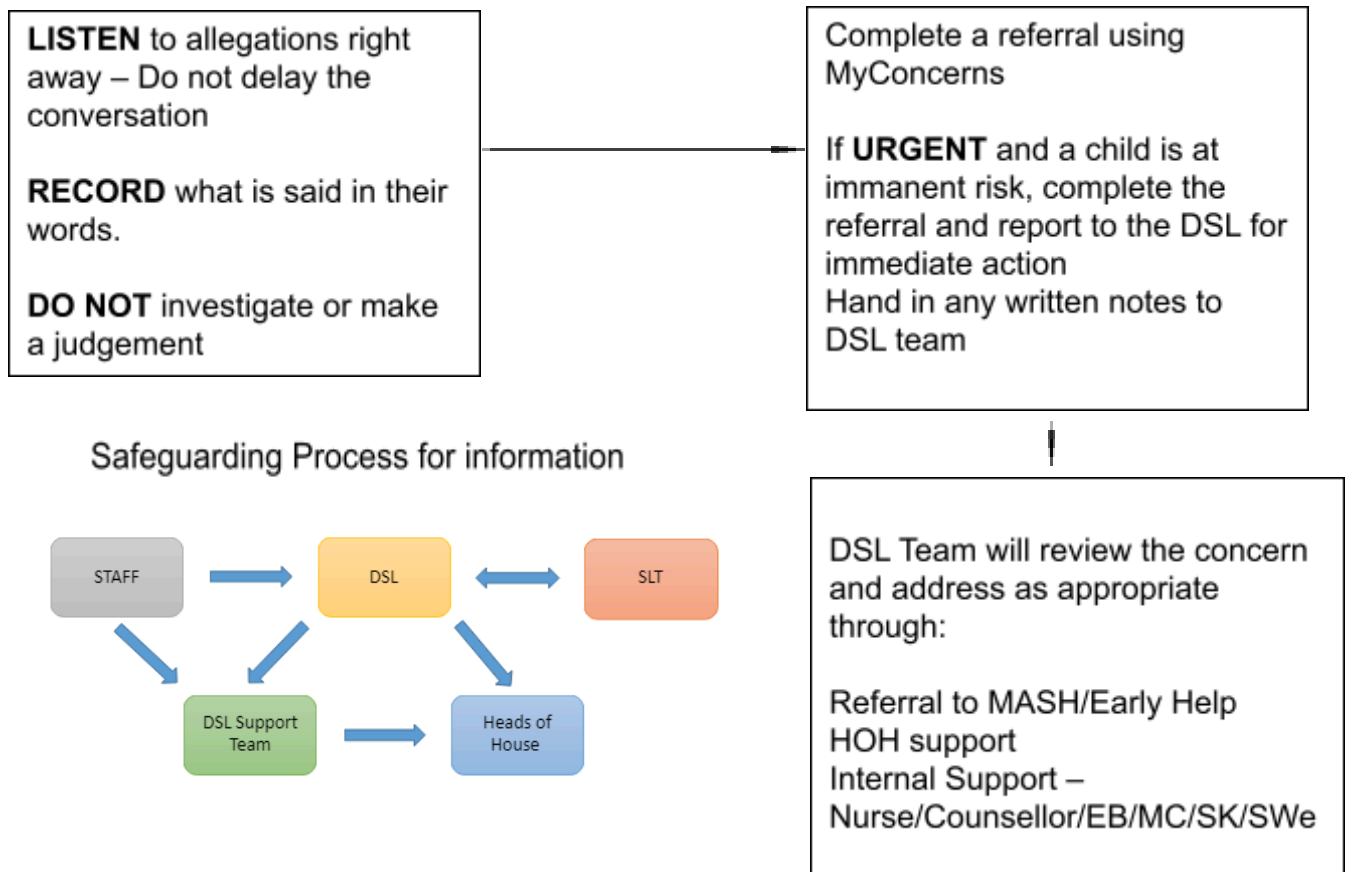 LISTEN to allegations right
away – Do not delay the
conversation
RECORD what is said in their
words.
DO NOT investigate or make
a judgement
Complete a referral using
MyConcerns
If URGENT and a child is at
immanent risk, complete the
referral and report to the DSL for
immediate action
Hand in any written notes to
DSL team
Safeguarding Process for information
STAFF
DSL
SLT
DSL Support
Team
Heads of
House
DSL Team will review the concern
and address as appropriate
through:
Referral to MASH/Early Help
HOH support
Internal Support –
Nurse/Counsellor/EB/MC/SK/SWe